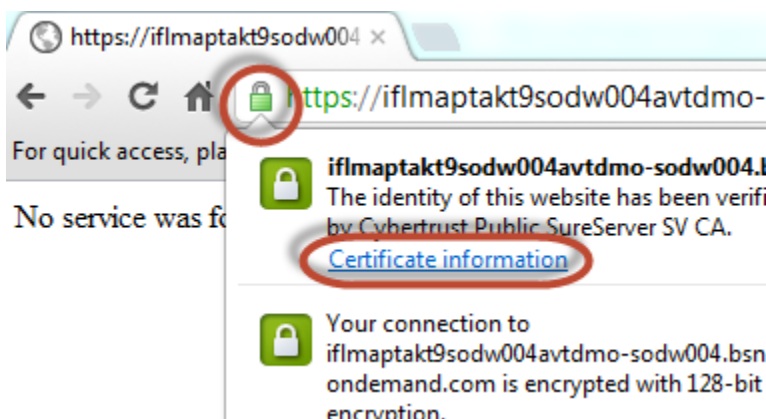 https://iflmaptakt9sodw004
https://iflmaptakt9sodw004avtdmo-
For quick access, pla
iflmaptakt9sodw004avtdmo-sodw004.b
The identity of this website has been verifi
No service was fo
by Cybertrust Public SureServer SV CA.
Certificate information
Your connection to
iflmaptakt9sodw004avtdmo-sodw004.bsn
ondemand.com is encrypted with 128-bit
encryption.